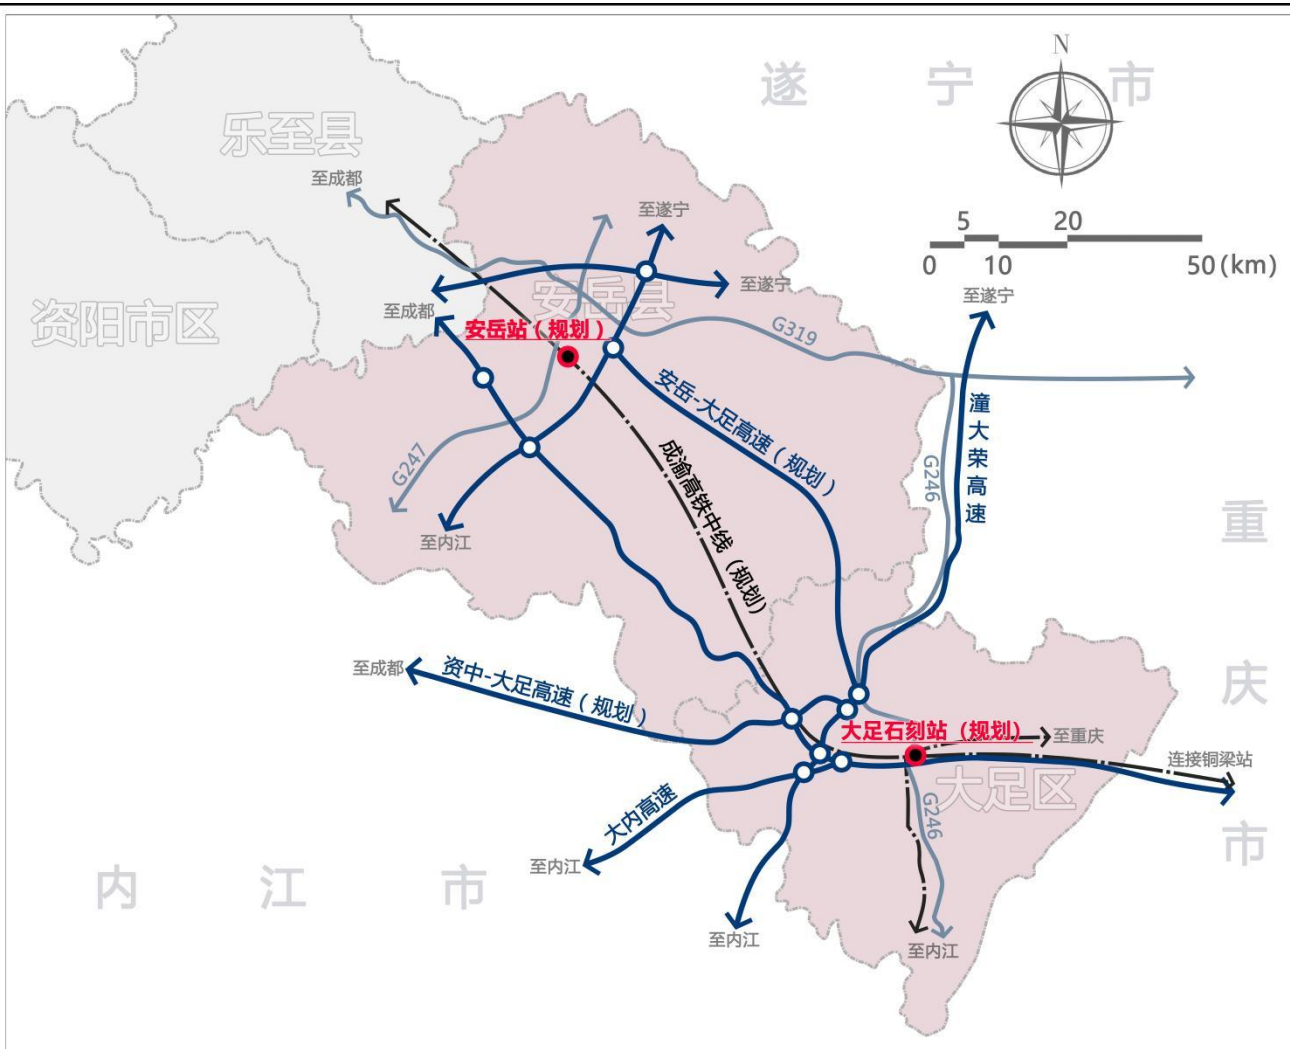 N
遂宁市
乐至县
至成都
至遂宁
5 20
0 10 50(km)
至遂宁
至遂宁
安岳县
至成都
资阳市区
安岳站（规划）
G319
安岳-大足高速（规划）
潼大荣高速
G247
G246
成渝高铁中线（规划）
至内江
重庆市
至成都
资中-大足高速（规划）
大足石刻站（规划）
至重庆
连接铜梁站
大足区
G246
大内高速
至内江
内江市
至内江
至内江